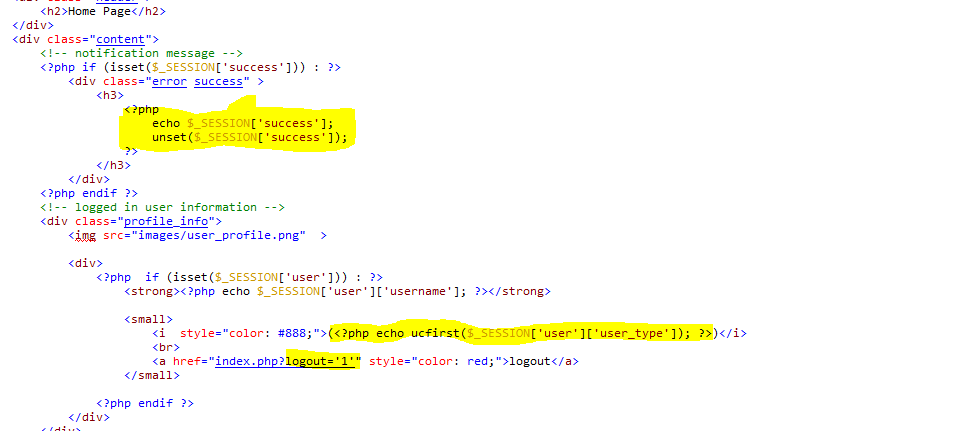 <div class="header">
<h2>Home Page</h2>
</div>
<div class="content">
<!-- notification message -->
<?php if (isset($_SESSION['success'])) : ?>
<div class="error success" >
<h3>
<?php
echo $_SESSION['success'];
unset($_SESSION['success']);
?>
</h3>
</div>
<?php endif ?>
<!-- logged in user information -->
<div class="profile_info">
<img src="images/user_profile.png"  >
<div>
<?php  if (isset($_SESSION['user'])) : ?>
<strong><?php echo $_SESSION['user']['username']; ?></strong>
<small>
<i  style="color: #888;">(<?php echo ucfirst($_SESSION['user']['user_type']); ?>)</i>
<br>
<a href="index.php?logout='1'" style="color: red;">logout</a>
</small>
<?php endif ?>
</div>
</div>